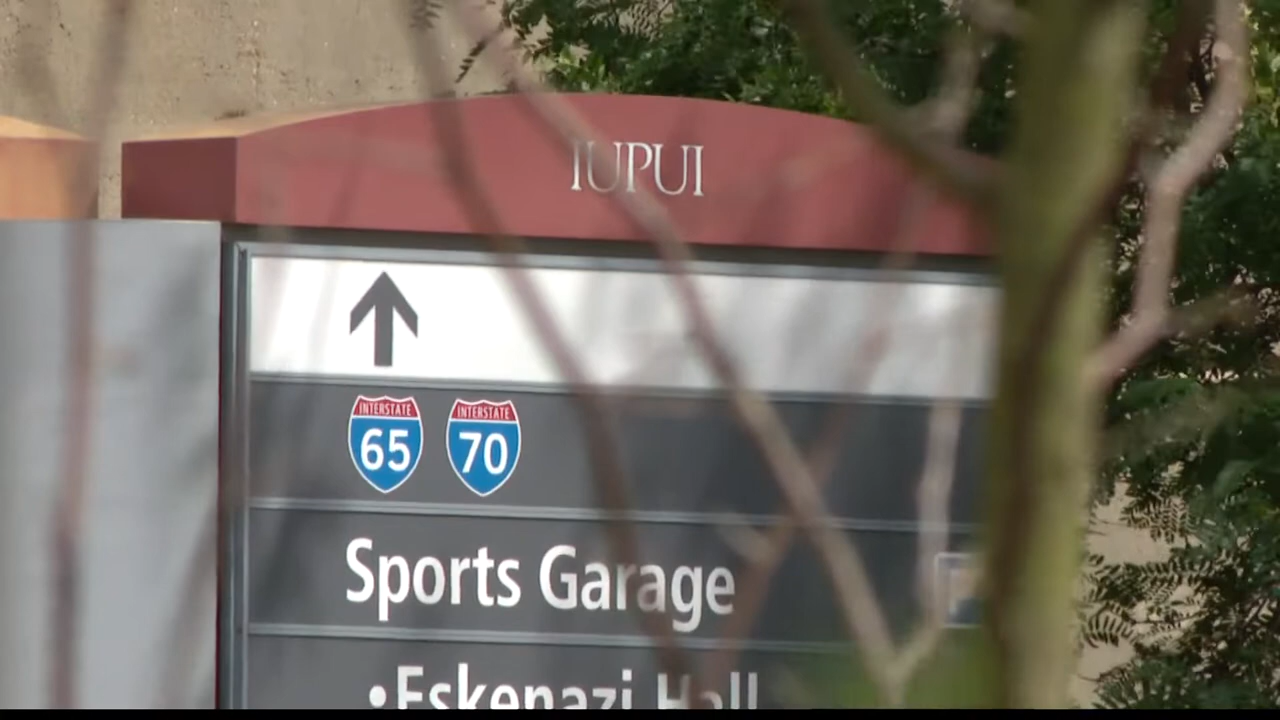 IUPUI
INTERSTATE INTERSTATE
65 70
Sports Garage
•Eskenazi Hall